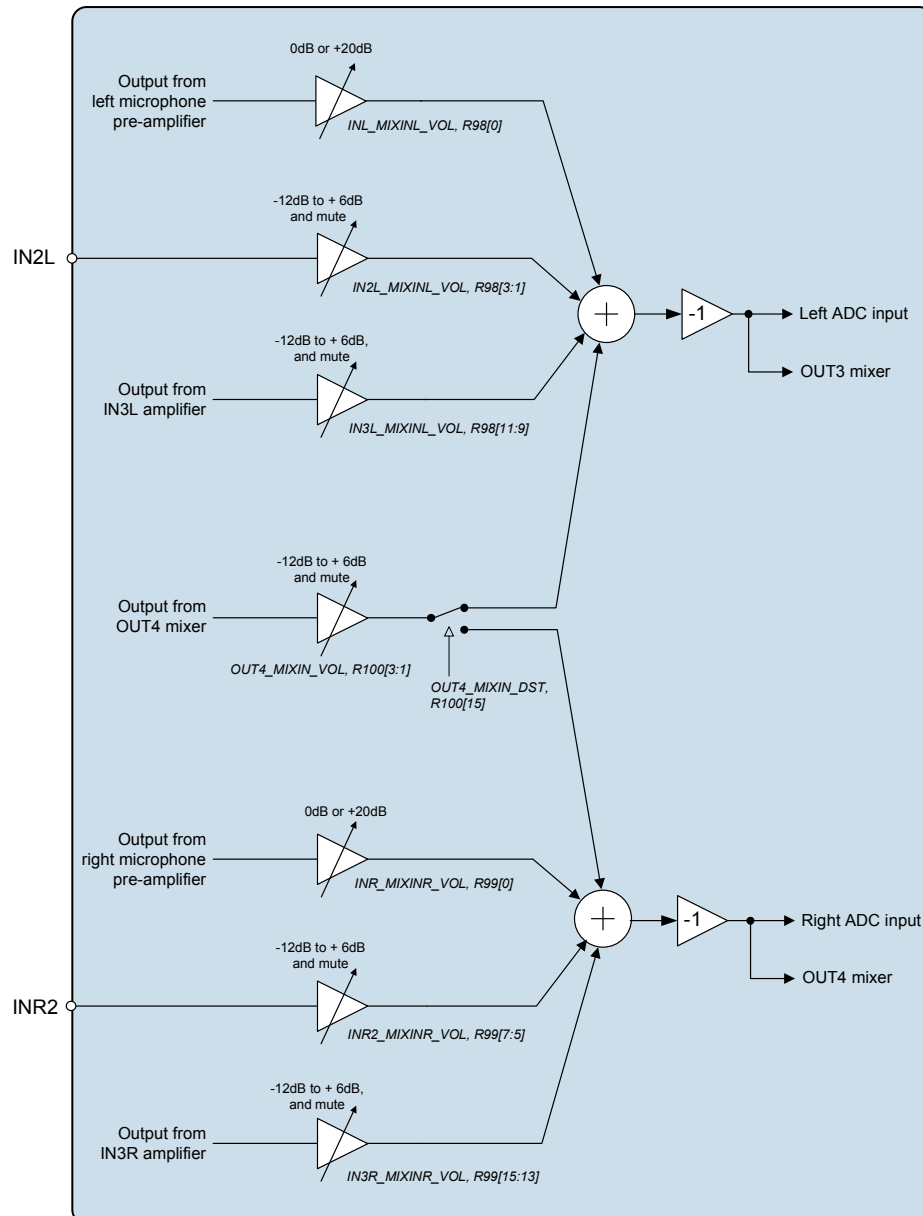 0dB or +20dB
Output from
left microphone
pre-amplifier
INL_MIXINL_VOL, R98[0]
-12dB to + 6dB
and mute
IN2L
IN2L_MIXINL_VOL, R98[3:1]
+
-1
Left ADC input
OUT3 mixer
-12dB to + 6dB,
and mute
Output from
IN3L amplifier
IN3L_MIXINL_VOL, R98[11:9]
-12dB to + 6dB
and mute
Output from
OUT4 mixer
OUT4_MIXIN_VOL, R100[3:1]
OUT4_MIXIN_DST,
R100[15]
0dB or +20dB
Output from
right microphone
pre-amplifier
INR_MIXINR_VOL, R99[0]
+
-1
Right ADC input
OUT4 mixer
-12dB to + 6dB
and mute
INR2
INR2_MIXINR_VOL, R99[7:5]
-12dB to + 6dB,
and mute
Output from
IN3R amplifier
IN3R_MIXINR_VOL, R99[15:13]